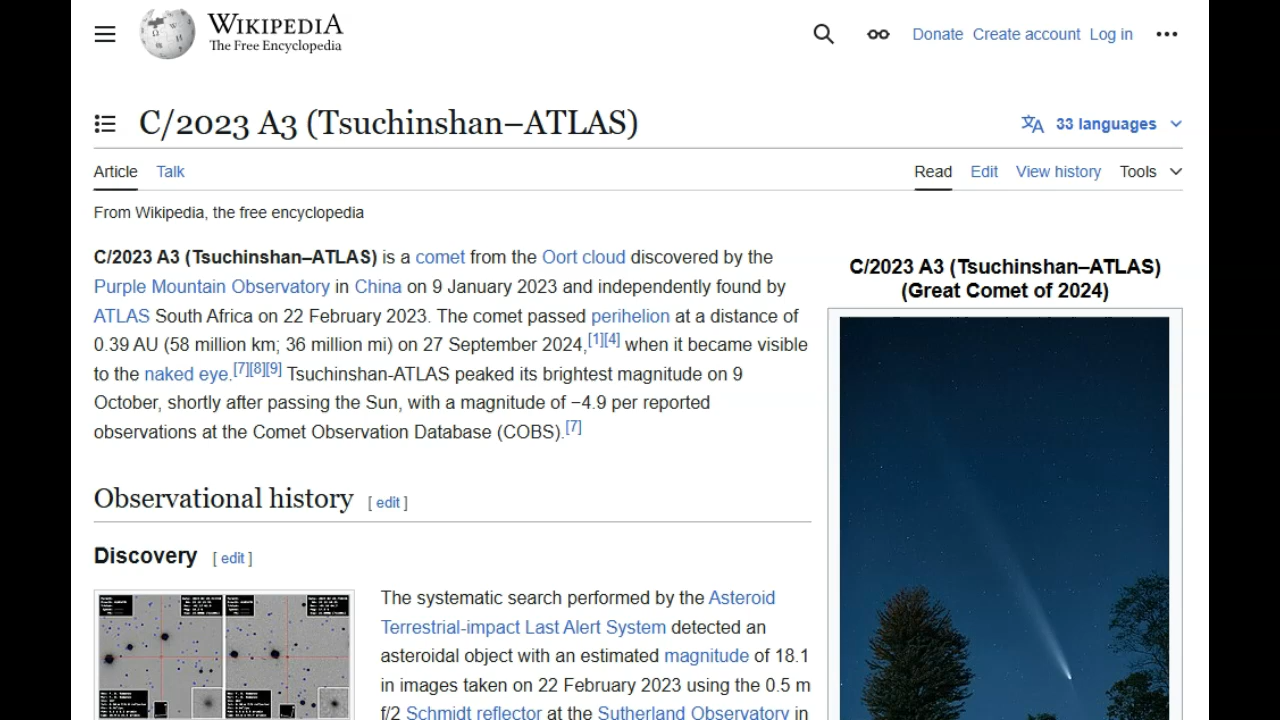 WIKIPEDIA
The Free Encyclopedia
Donate Create account Log in
C/2023 A3 (Tsuchinshan–ATLAS)
33 languages
Article Talk
Read Edit View history Tools
From Wikipedia, the free encyclopedia
C/2023 A3 (Tsuchinshan–ATLAS) is a comet from the Oort cloud discovered by the
Purple Mountain Observatory in China on 9 January 2023 and independently found by
ATLAS South Africa on 22 February 2023. The comet passed perihelion at a distance of
0.39 AU (58 million km; 36 million mi) on 27 September 2024,[1][4] when it became visible
to the naked eye.[7][8][9] Tsuchinshan-ATLAS peaked its brightest magnitude on 9
October, shortly after passing the Sun, with a magnitude of −4.9 per reported
observations at the Comet Observation Database (COBS).[7]
C/2023 A3 (Tsuchinshan–ATLAS)
(Great Comet of 2024)
Observational history [ edit ]
Discovery [ edit ]
The systematic search performed by the Asteroid
Terrestrial-impact Last Alert System detected an
asteroidal object with an estimated magnitude of 18.1
in images taken on 22 February 2023 using the 0.5 m
f/2 Schmidt reflector at the Sutherland Observatory in